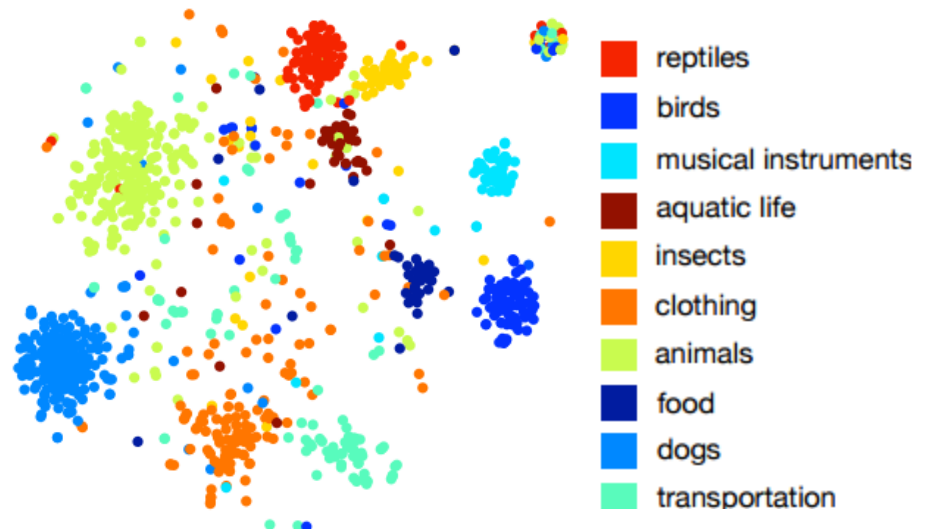 reptiles
birds
musical instruments
aquatic life
insects
clothing
animals
food
dogs
transportation